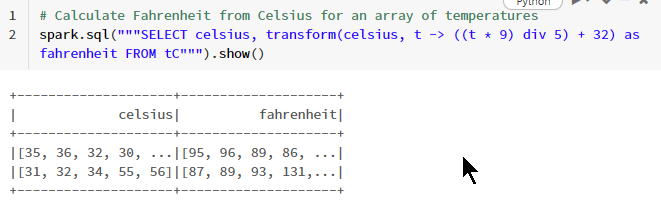 Python
1 # Calculate Fahrenheit from Celsius for an array of temperatures
2 spark.sql("""SELECT celsius, transform(celsius, t -> ((t * 9) div 5) + 32) as
fahrenheit FROM tC""").show()
+--------------------+--------------------+
|             celsius|          fahrenheit|
+--------------------+--------------------+
|[35, 36, 32, 30, ...|[95, 96, 89, 86, ...|
|[31, 32, 34, 55, 56]|[87, 89, 93, 131,...|
+--------------------+--------------------+